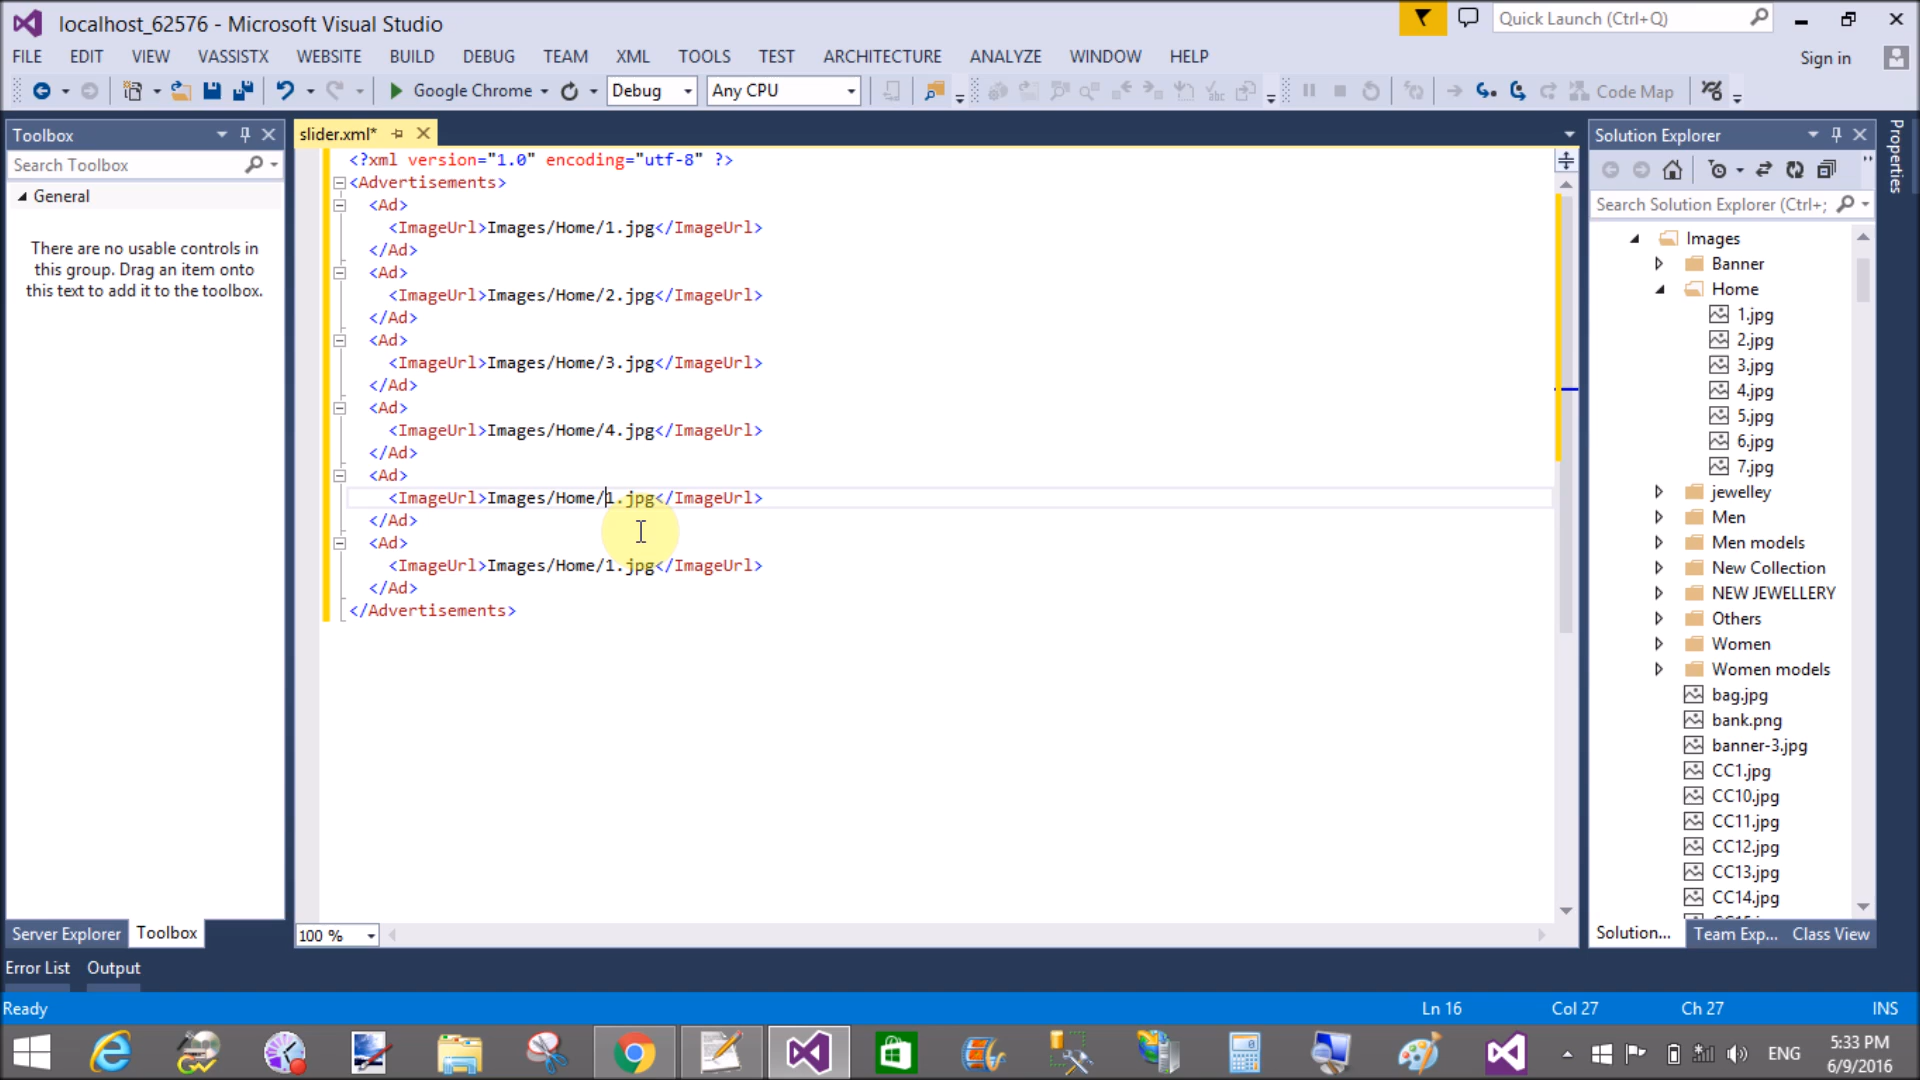 localhost_62576 - Microsoft Visual Studio
Quick Launch (Ctrl+Q)
FILE EDIT VIEW VASSISTX WEBSITE BUILD DEBUG TEAM XML TOOLS TEST ARCHITECTURE ANALYZE WINDOW HELP
Sign in
Google Chrome Debug Any CPU Code Map
Toolbox
Search Toolbox
General
There are no usable controls in
this group. Drag an item onto
this text to add it to the toolbox.
Server Explorer Toolbox
slider.xml*
<?xml version="1.0" encoding="utf-8" ?>
<Advertisements>
<Ad>
<ImageUrl>Images/Home/1.jpg</ImageUrl>
</Ad>
<Ad>
<ImageUrl>Images/Home/2.jpg</ImageUrl>
</Ad>
<Ad>
<ImageUrl>Images/Home/3.jpg</ImageUrl>
</Ad>
<Ad>
<ImageUrl>Images/Home/4.jpg</ImageUrl>
</Ad>
<Ad>
<ImageUrl>Images/Home/1.jpg</ImageUrl>
</Ad>
<Ad>
<ImageUrl>Images/Home/1.jpg</ImageUrl>
</Ad>
</Advertisements>
100 %
Solution Explorer
Search Solution Explorer (Ctrl+;
Images
Banner
Home
1.jpg
2.jpg
3.jpg
4.jpg
5.jpg
6.jpg
7.jpg
jewelley
Men
Men models
New Collection
NEW JEWELLERY
Others
Women
Women models
bag.jpg
bank.png
banner-3.jpg
CC1.jpg
CC10.jpg
CC11.jpg
CC12.jpg
CC13.jpg
CC14.jpg
Solution... Team Exp... Class View
Properties
Error List Output
Ready Ln 16 Col 27 Ch 27 INS
ENG
5:33 PM
6/9/2016